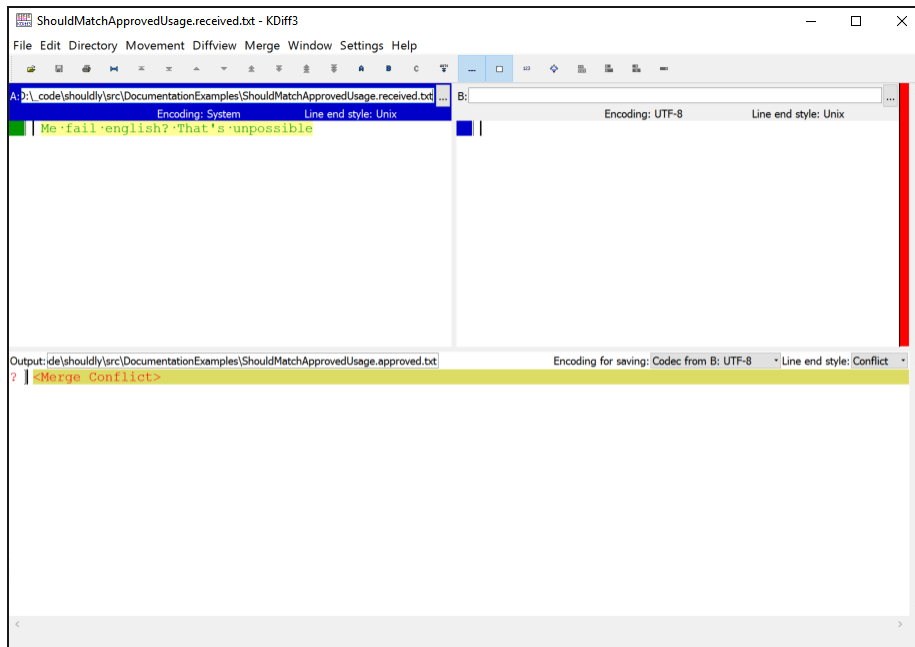 ShouldMatchApprovedUsage.received.txt - KDiff3
File Edit Directory Movement Diffview Merge Window Settings Help
A: D:\_code\shouldly\src\DocumentationExamples\ShouldMatchApprovedUsage.received.txt ... B: ...
Encoding: System Line end style: Unix Encoding: UTF-8 Line end style: Unix
Me·fail·english?·That's·unpossible
Output: de\shouldly\src\DocumentationExamples\ShouldMatchApprovedUsage.approved.txt Encoding for saving: Codec from B: UTF-8 Line end style: Conflict
? <Merge Conflict>